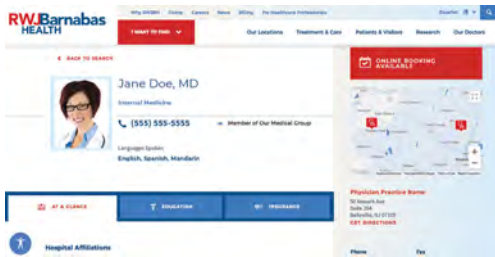 Why RWJBH Giving Careers News Billing For Healthcare Professionals
RWJBarnabas
HEALTH
I WANT TO FIND
Our Locations Treatment & Care Patients & Visitors Research Our Doctors
BACK TO SEARCH
Jane Doe, MD
Internal Medicine
(555) 555-5555
Member of Our Medical Group
Languages Spoken
English, Spanish, Mandarin
ONLINE BOOKING
AVAILABLE
Physician Practice Name
Suite 204
Belleville, NJ 07109
GET DIRECTIONS
Phone Fax
AT A GLANCE EDUCATION INSURANCE
Hospital Affiliations